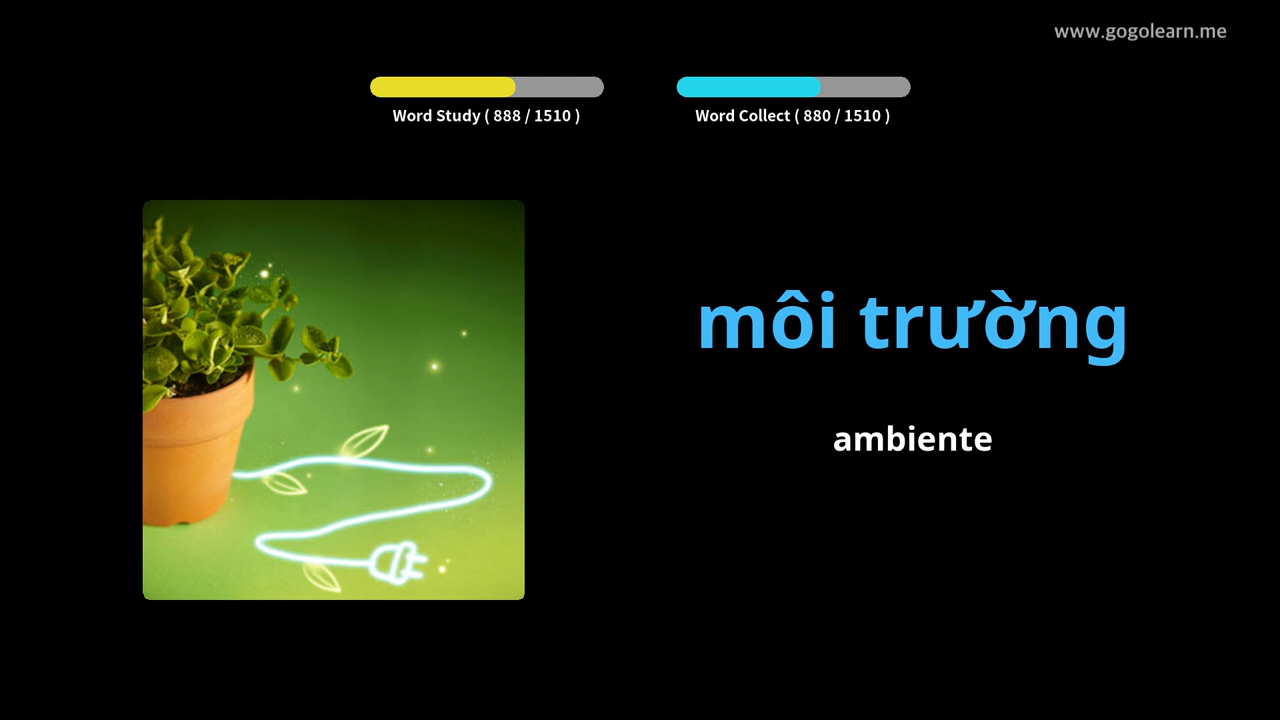 www.gogolearn.me
Word Study ( 888 / 1510 )
Word Collect ( 880 / 1510 )
môi trường
ambiente